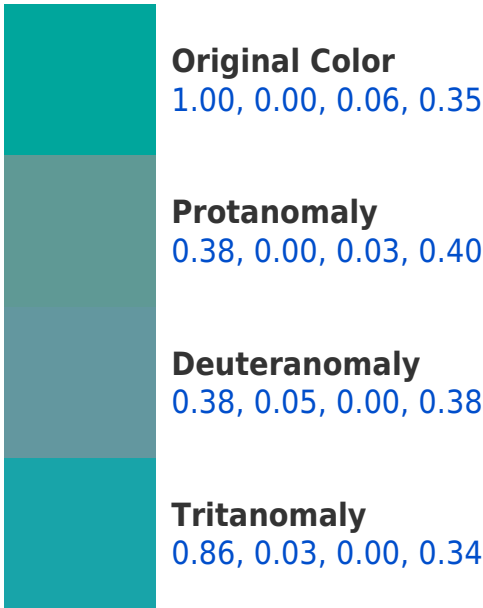 Original Color
1.00, 0.00, 0.06, 0.35
Protanomaly
0.38, 0.00, 0.03, 0.40
Deuteranomaly
0.38, 0.05, 0.00, 0.38
Tritanomaly
0.86, 0.03, 0.00, 0.34